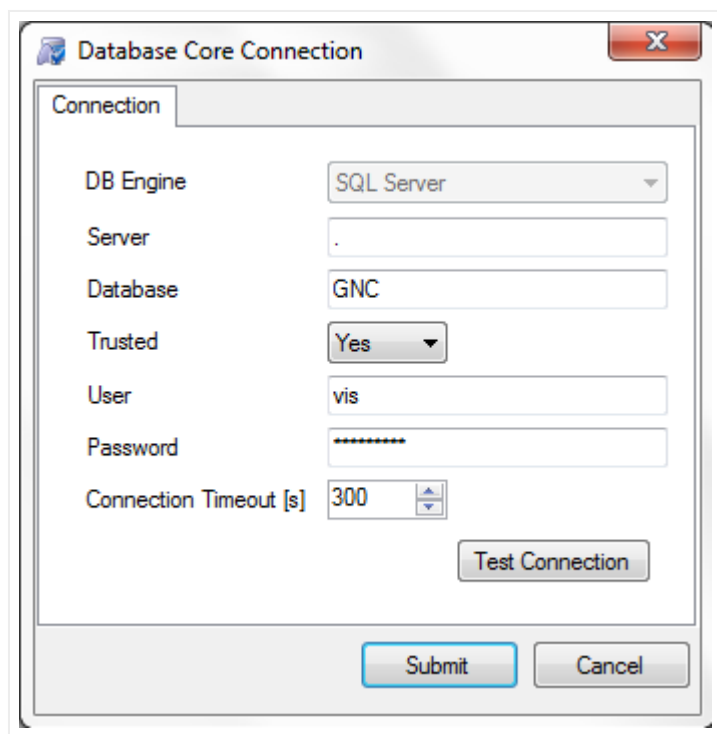 Database Core Connection
Connection
DB Engine SQL Server
Server .
Database GNC
Trusted Yes
User vis
Password *********
Connection Timeout [s] 300
Test Connection
Submit Cancel